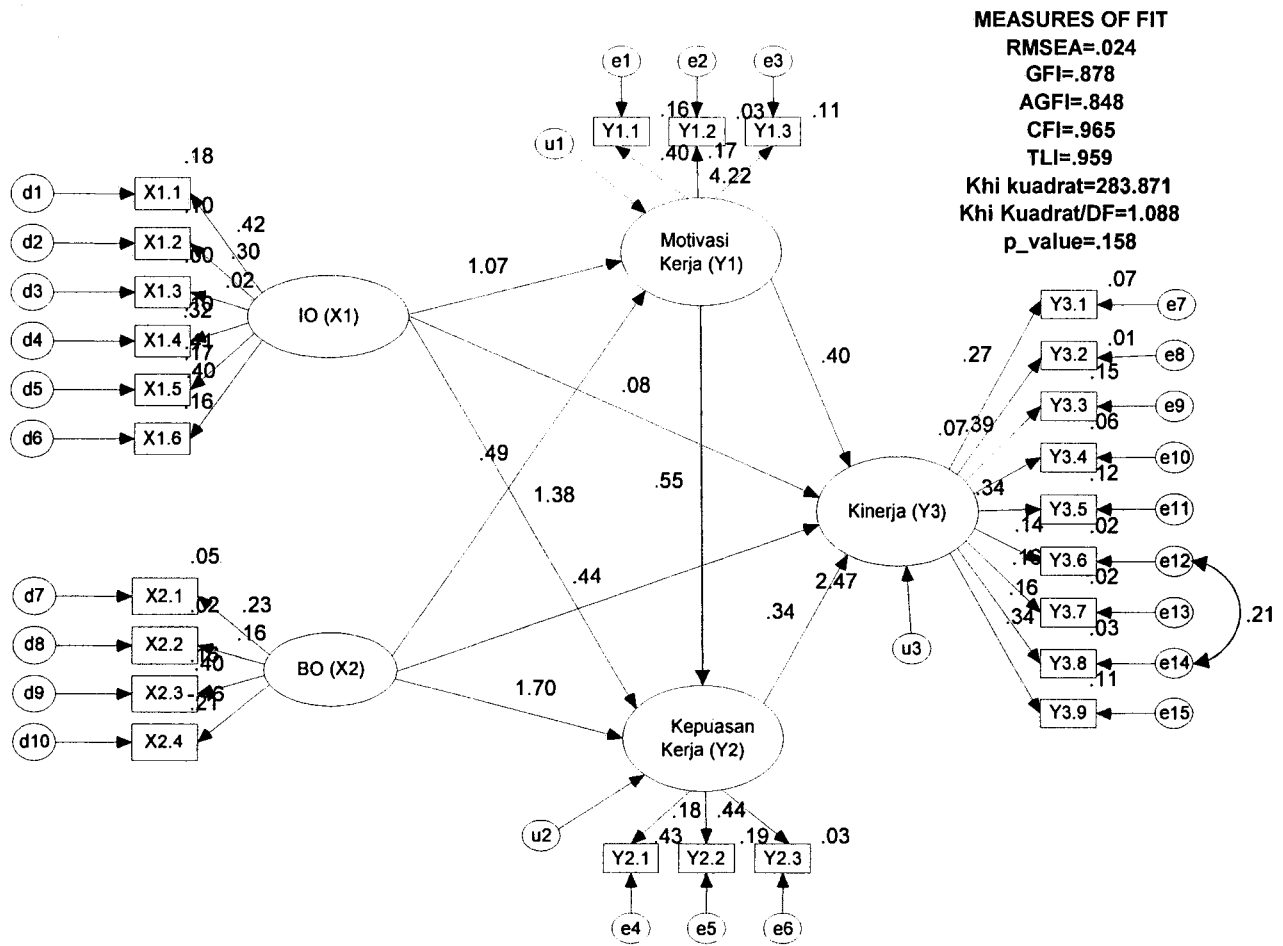 MEASURES OF FIT
RMSEA=.024
GFI=.878
AGFI=.848
CFI=.965
TLI=.959
Khi kuadrat=283.871
Khi Kuadrat/DF=1.088
p_value=.158
e1
e2
e3
.16
.03
.11
Y1.1
Y1.2
Y1.3
u1
.40
.17
4.22
Motivasi
Kerja (Y1)
.18
d1
X1.1
.10
.42
d2
X1.2
.30
.00
.02
d3
X1.3
.10
.32
d4
X1.4
.17
d5
X1.5
.40
.16
d6
X1.6
IO (X1)
1.07
.40
.08
.49
1.38
.55
.44
1.70
.34
2.47
.05
d7
X2.1
.02
.23
d8
X2.2
.16
.40
d9
X2.3
.21
d10
X2.4
BO (X2)
Kinerja (Y3)
u3
.07
Y3.1
e7
.27
.01
Y3.2
e8
.15
.07
.39
Y3.3
e9
.06
Y3.4
e10
.12
.34
Y3.5
e11
.02
.14
Y3.6
e12
.02
.16
Y3.7
e13
.03
.34
.21
Y3.8
e14
.11
Y3.9
e15
Kepuasan
Kerja (Y2)
u2
.18
.44
.43
.19
.03
Y2.1
Y2.2
Y2.3
e4
e5
e6